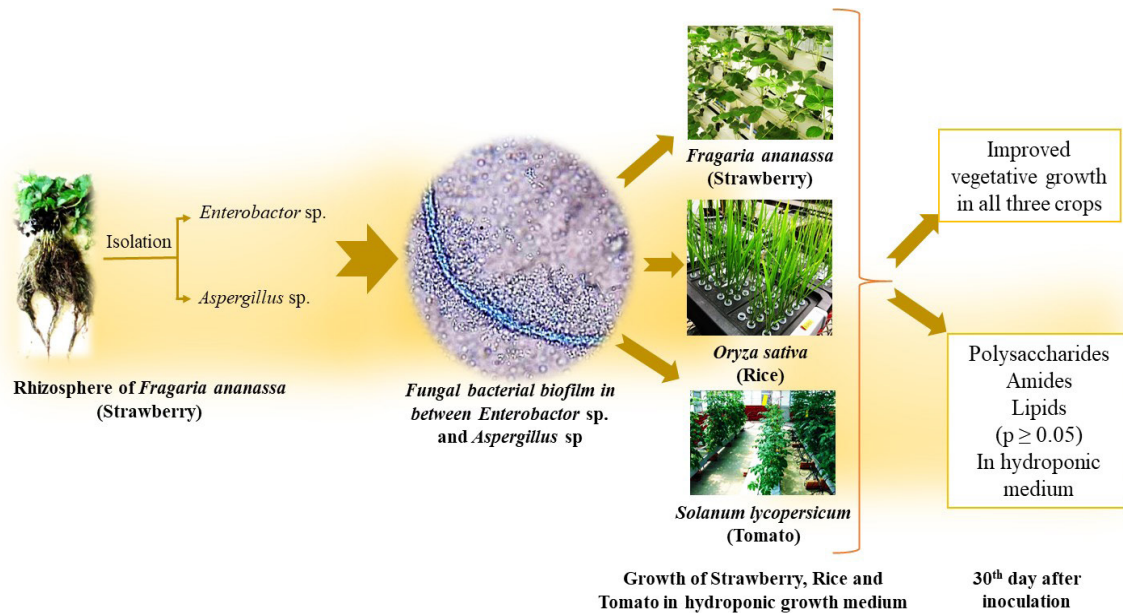 Isolation
Enterobactor sp.
Aspergillus sp.
Rhizosphere of Fragaria ananassa
(Strawberry)
Fungal bacterial biofilm in
between Enterobactor sp.
and Aspergillus sp
Fragaria ananassa
(Strawberry)
Oryza sativa
(Rice)
Solanum lycopersicum
(Tomato)
Growth of Strawberry, Rice and
Tomato in hydroponic growth medium
Improved
vegetative growth
in all three crops
Polysaccharides
Amides
Lipids
(p ≥ 0.05)
In hydroponic
medium
30th day after
inoculation